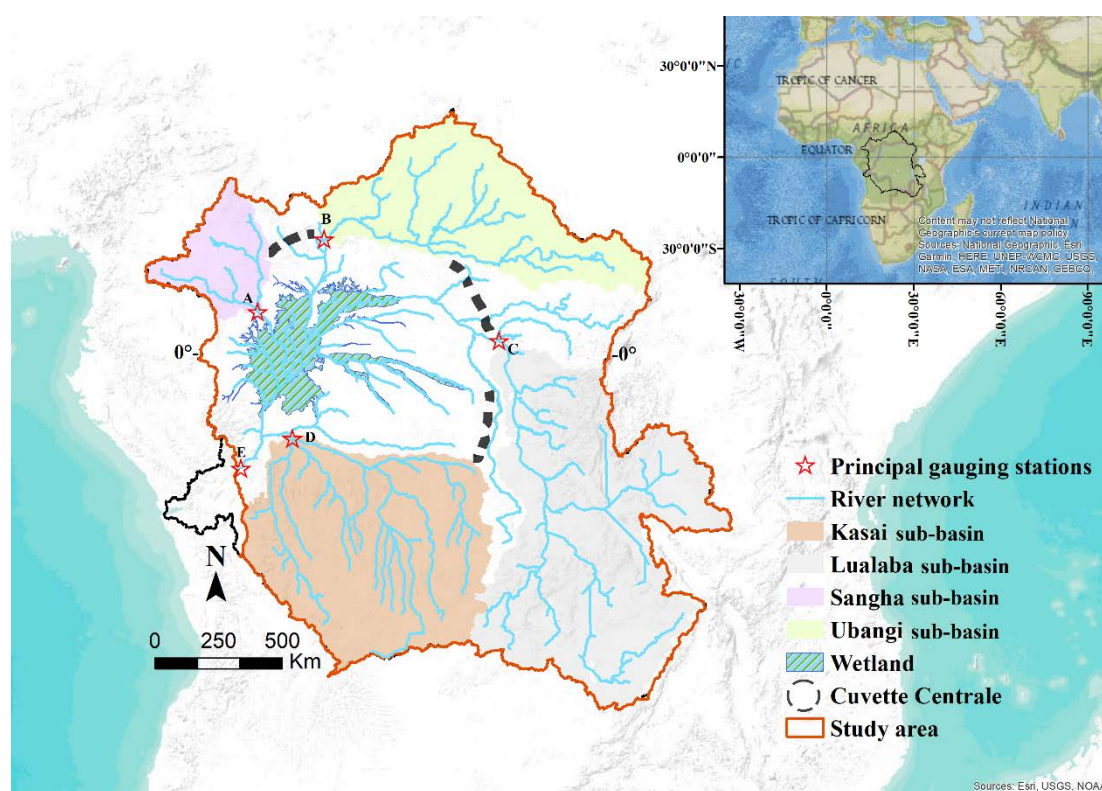 30°0'0"N
TROPIC OF CANCER
AFRICA
EQUATOR
0°0'0"
TROPIC OF CAPRICORN
INDIAN
30°0'0"S
Content may not reflect National
Geographic's current map policy.
Sources: National Geographic, Esri,
Garmin, HERE, UNEP-WCMC, USGS,
NASA, ESA, METI, NRCAN, GEBCO,
30°0'0"W
0°0'0"
30°0'0"E
60°0'0"E
B
A
0°
C
0°
D
E
N
0 250 500
Km
Principal gauging stations
River network
Kasai sub-basin
Lualaba sub-basin
Sangha sub-basin
Ubangi sub-basin
Wetland
Cuvette Centrale
Study area
Sources: Esri, USGS, NOAA